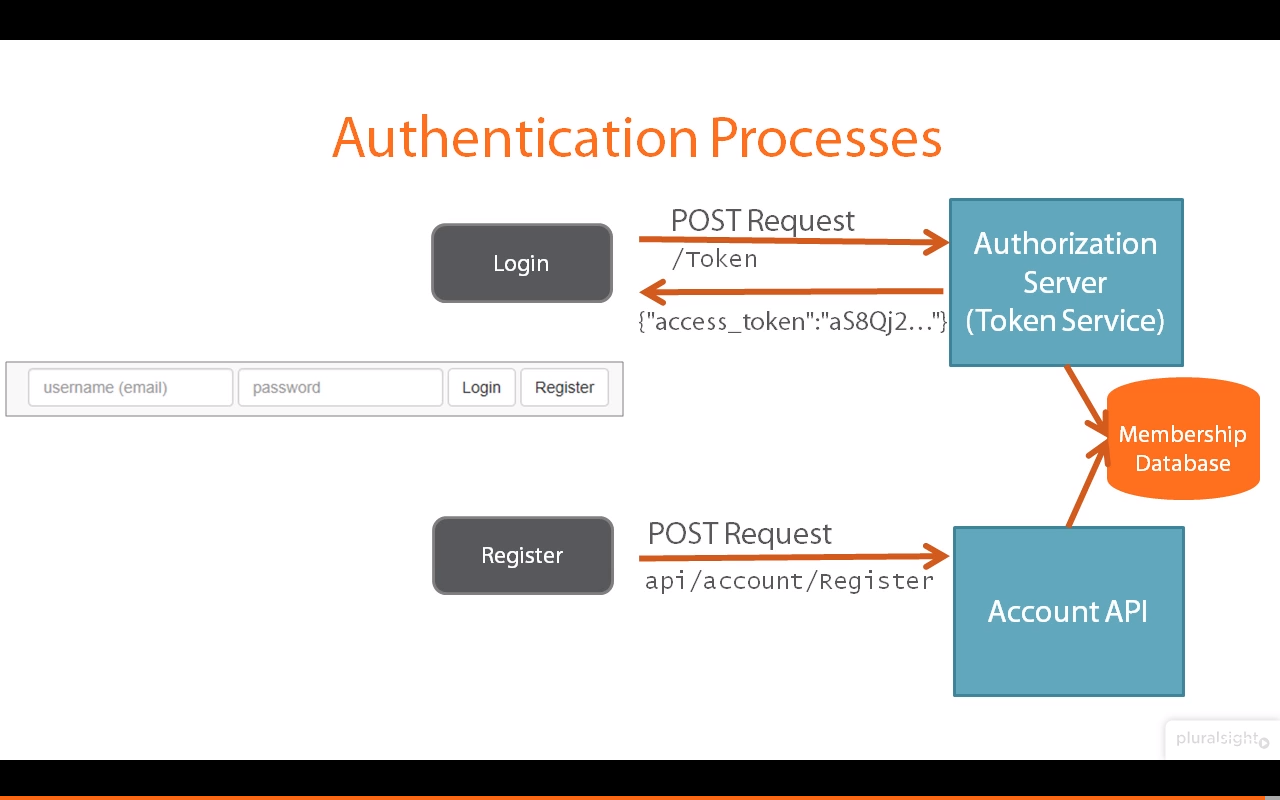 Authentication Processes
Login
POST Request
/Token
{"access_token":"aS8Qj2…"}
Authorization
Server
(Token Service)
username (email)
password
Login
Register
Membership
Database
Register
POST Request
api/account/Register
Account API
pluralsight